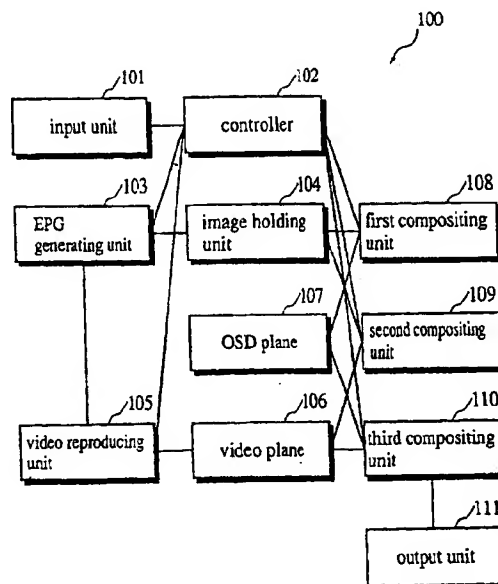 100
101
102
input unit
controller
103
104
108
EPG
generating unit
image holding
unit
first compositing
unit
107
109
OSD plane
second compositing
unit
105
106
110
video reproducing
unit
video plane
third compositing
unit
111
output unit